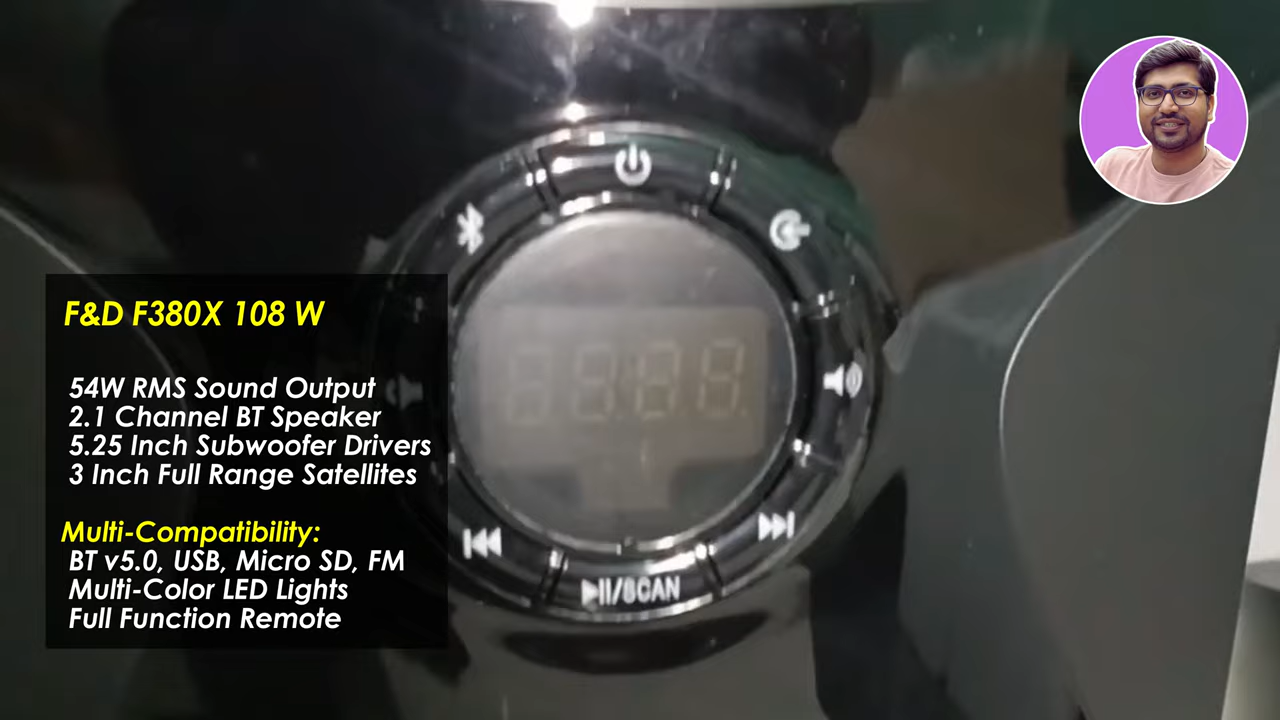 F&D F380X 108 W
54W RMS Sound Output
2.1 Channel BT Speaker
5.25 Inch Subwoofer Drivers
3 Inch Full Range Satellites
Multi-Compatibility:
BT v5.0, USB, Micro SD, FM
Multi-Color LED Lights
Full Function Remote
/SCAN